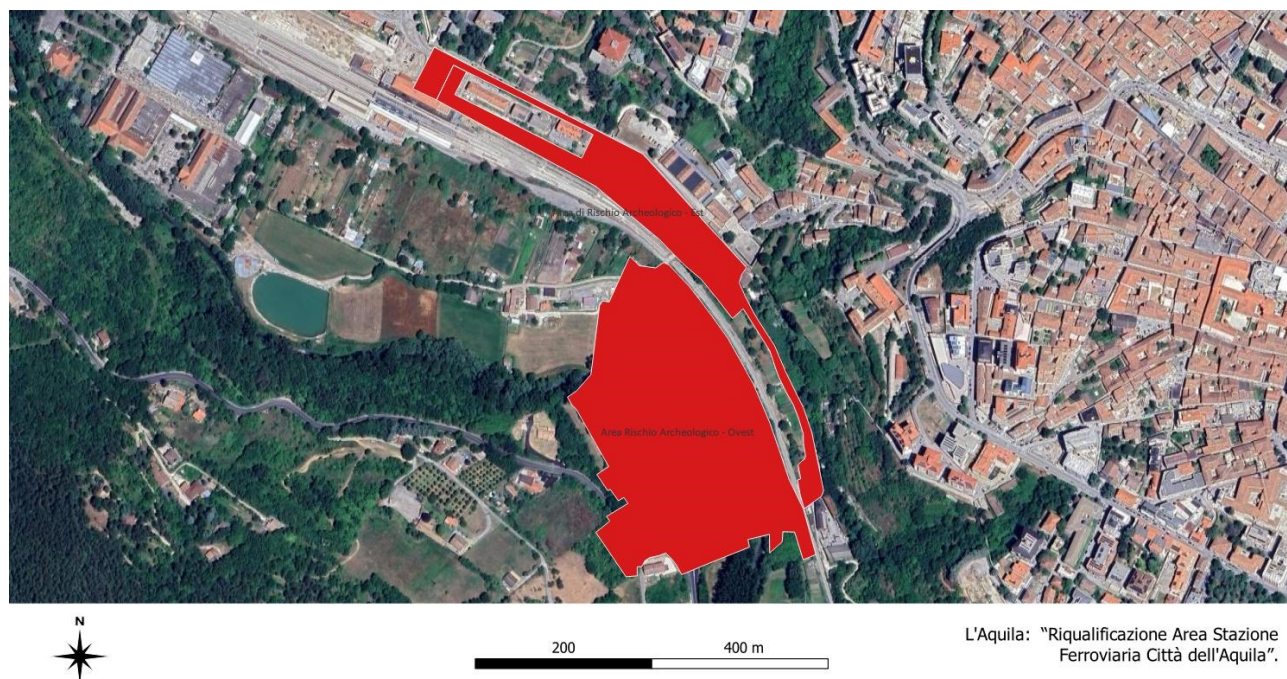 Area di Rischio Archeologico - Est
Area Rischio Archeologico - Ovest
N
200
400 m
L'Aquila: "Riqualificazione Area Stazione
Ferroviaria Città dell'Aquila".